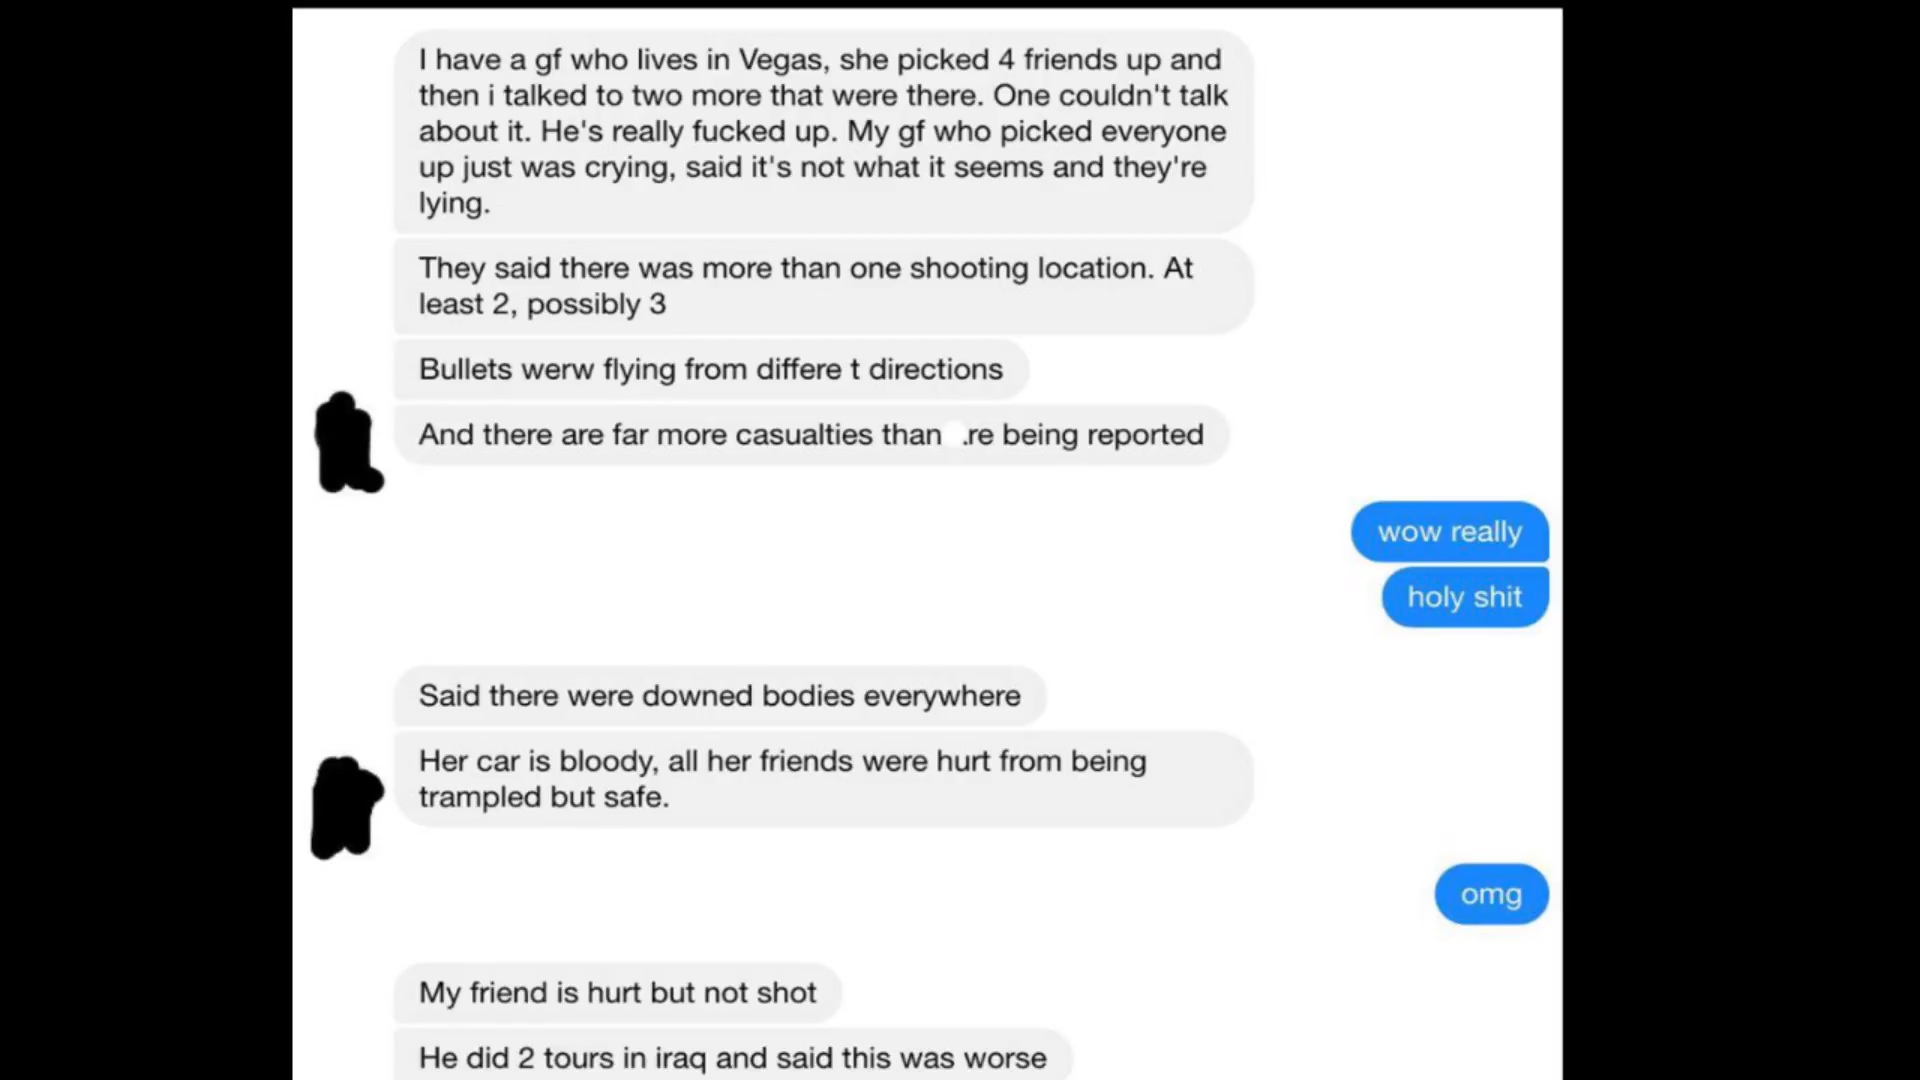 I have a gf who lives in Vegas, she picked 4 friends up and
then i talked to two more that were there. One couldn't talk
about it. He's really fucked up. My gf who picked everyone
up just was crying, said it's not what it seems and they're
lying.
They said there was more than one shooting location. At
least 2, possibly 3
Bullets werw flying from differe t directions
And there are far more casualties than .re being reported
wow really
holy shit
Said there were downed bodies everywhere
Her car is bloody, all her friends were hurt from being
trampled but safe.
omg
My friend is hurt but not shot
He did 2 tours in iraq and said this was worse